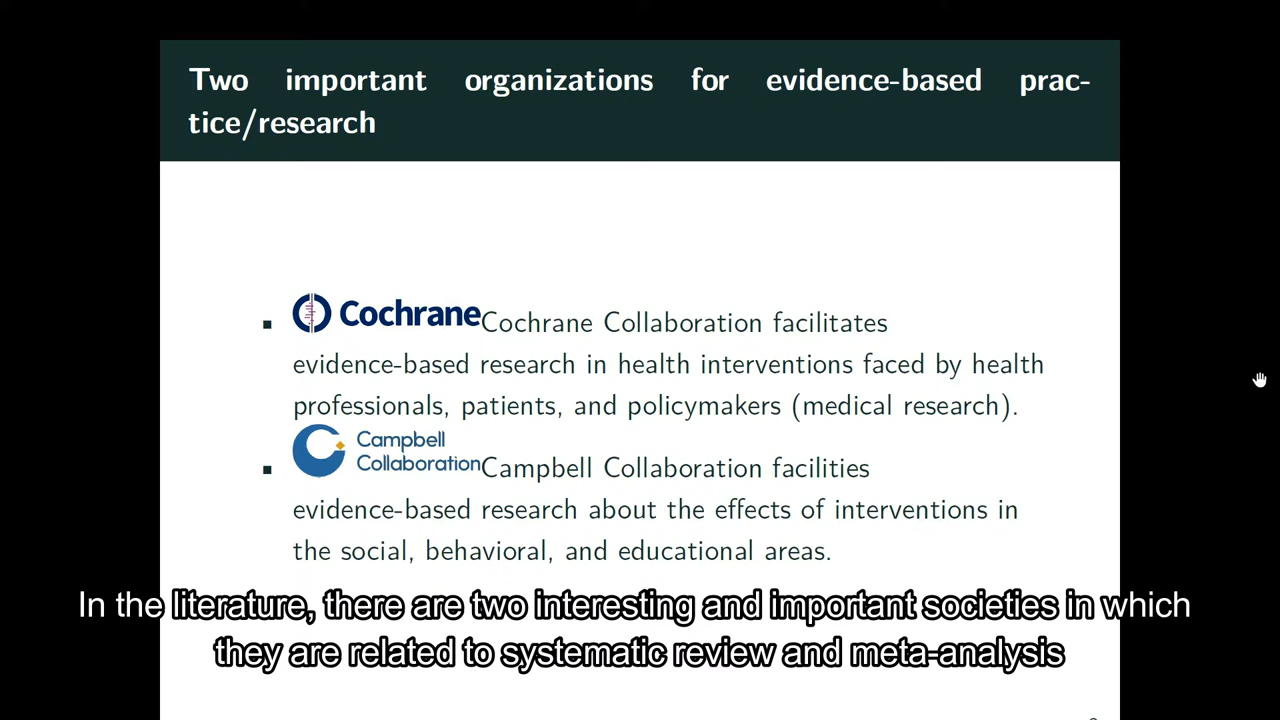 Two important organizations for evidence-based prac-
tice/research
▪ Cochrane Cochrane Collaboration facilitates
evidence-based research in health interventions faced by health
professionals, patients, and policymakers (medical research).
Campbell
▪ Collaboration Campbell Collaboration facilities
evidence-based research about the effects of interventions in
the social, behavioral, and educational areas.
In the literature, there are two interesting and important societies in which
they are related to systematic review and meta-analysis